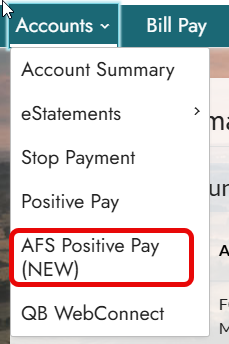 Accounts Bill Pay
Account Summary
eStatements
Stop Payment
Positive Pay
AFS Positive Pay
(NEW)
QB WebConnect